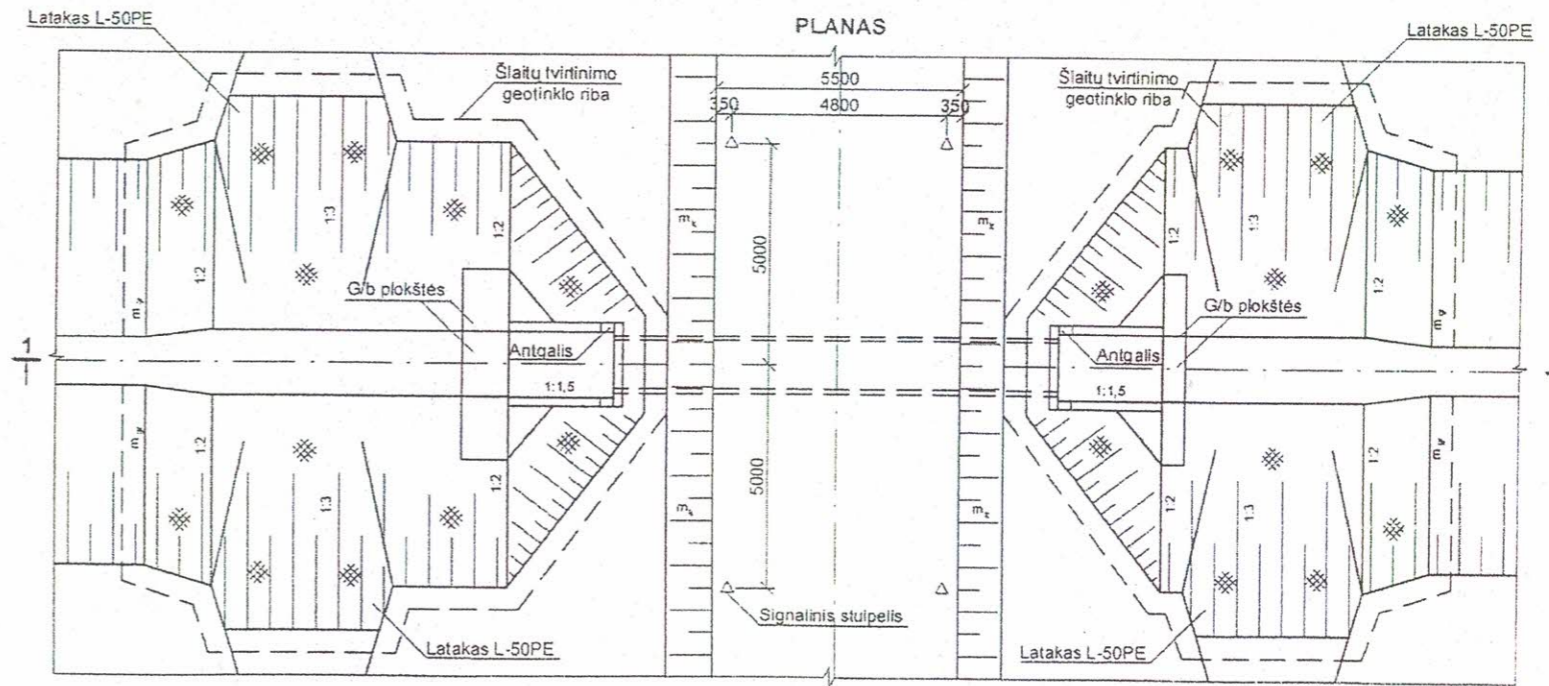 PLANAS
Latakas L-50PE
Latakas L-50PE
Šlaitų tvirtinimo
geotinklo riba
Šlaitų tvirtinimo
geotinklo riba
5500
350
4800
350
1:3
1:3
1:2
1:2
1:2
1:2
5000
G/b plokštės
G/b plokštės
1
Antgalis
Antgalis
1:1,5
1:1,5
1:2
1:2
1:2
1:2
1:3
1:3
5000
Signalinis stulpelis
Latakas L-50PE
Latakas L-50PE